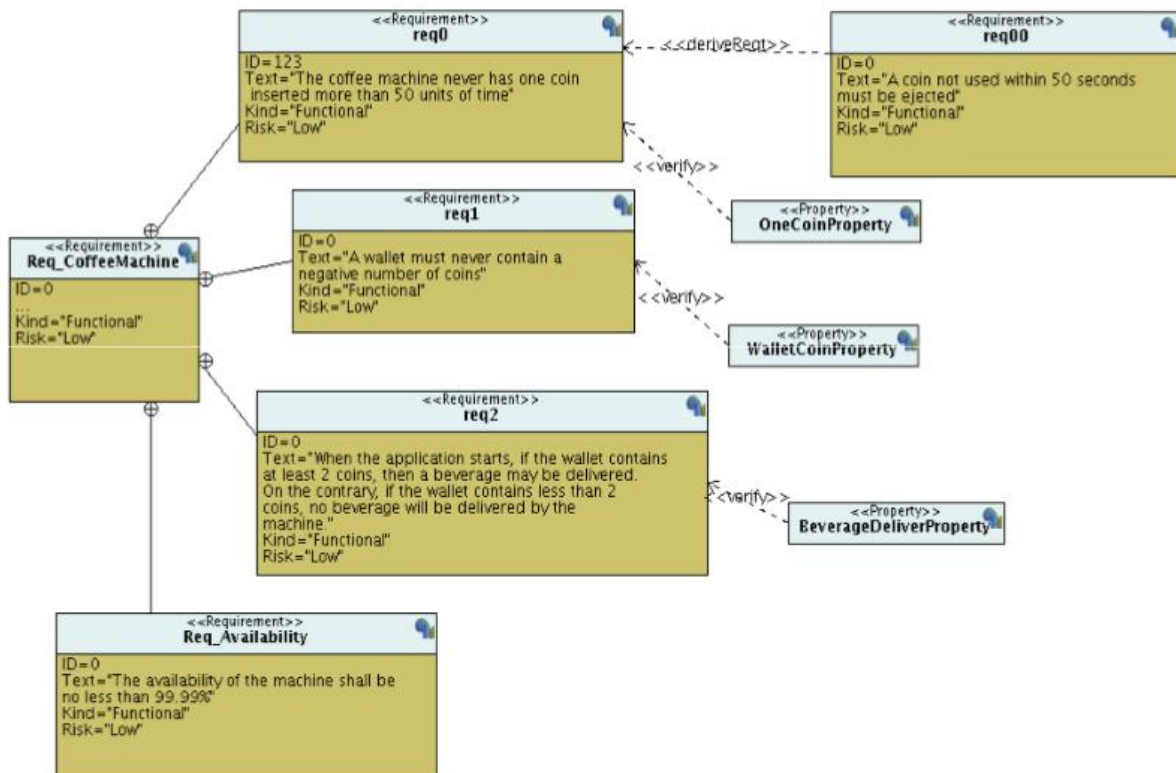 <<Requirement>>
req0
ID=123
Text="The coffee machine never has one coin
inserted more than 50 units of time"
Kind="Functional"
Risk="Low"
<<deriveReqt>>
<<Requirement>>
req00
ID=0
Text="A coin not used within 50 seconds
must be ejected"
Kind="Functional"
Risk="Low"
<<verify>>
<<Property>>
OneCoinProperty
<<Requirement>>
req1
ID=0
Text="A wallet must never contain a
negative number of coins"
Kind="Functional"
Risk="Low"
<<Requirement>>
Req_CoffeeMachine
ID=0
...
Kind="Functional"
Risk="Low"
<<verify>>
<<Property>>
WalletCoinProperty
<<Requirement>>
req2
ID=0
Text="When the application starts, if the wallet contains
at least 2 coins, then a beverage may be delivered.
On the contrary, if the wallet contains less than 2
coins, no beverage will be delivered by the
machine."
Kind="Functional"
Risk="Low"
<<verify>>
<<Property>>
BeverageDeliverProperty
<<Requirement>>
Req_Availability
ID=0
Text="The availability of the machine shall be
no less than 99.99%"
Kind="Functional"
Risk="Low"